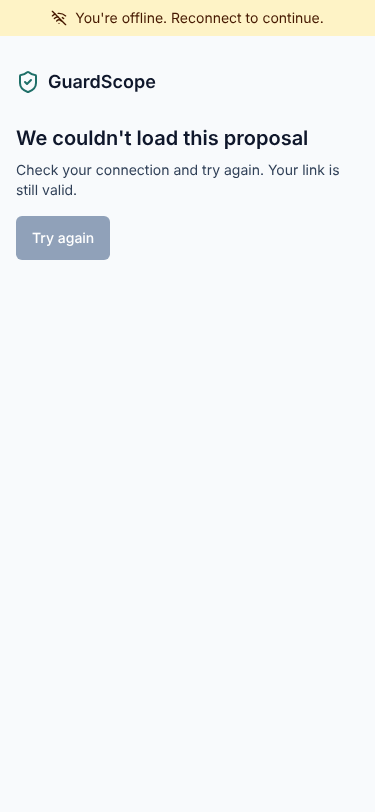 You're offline. Reconnect to continue.
GuardScope
We couldn't load this proposal
Check your connection and try again. Your link is
still valid.
Try again